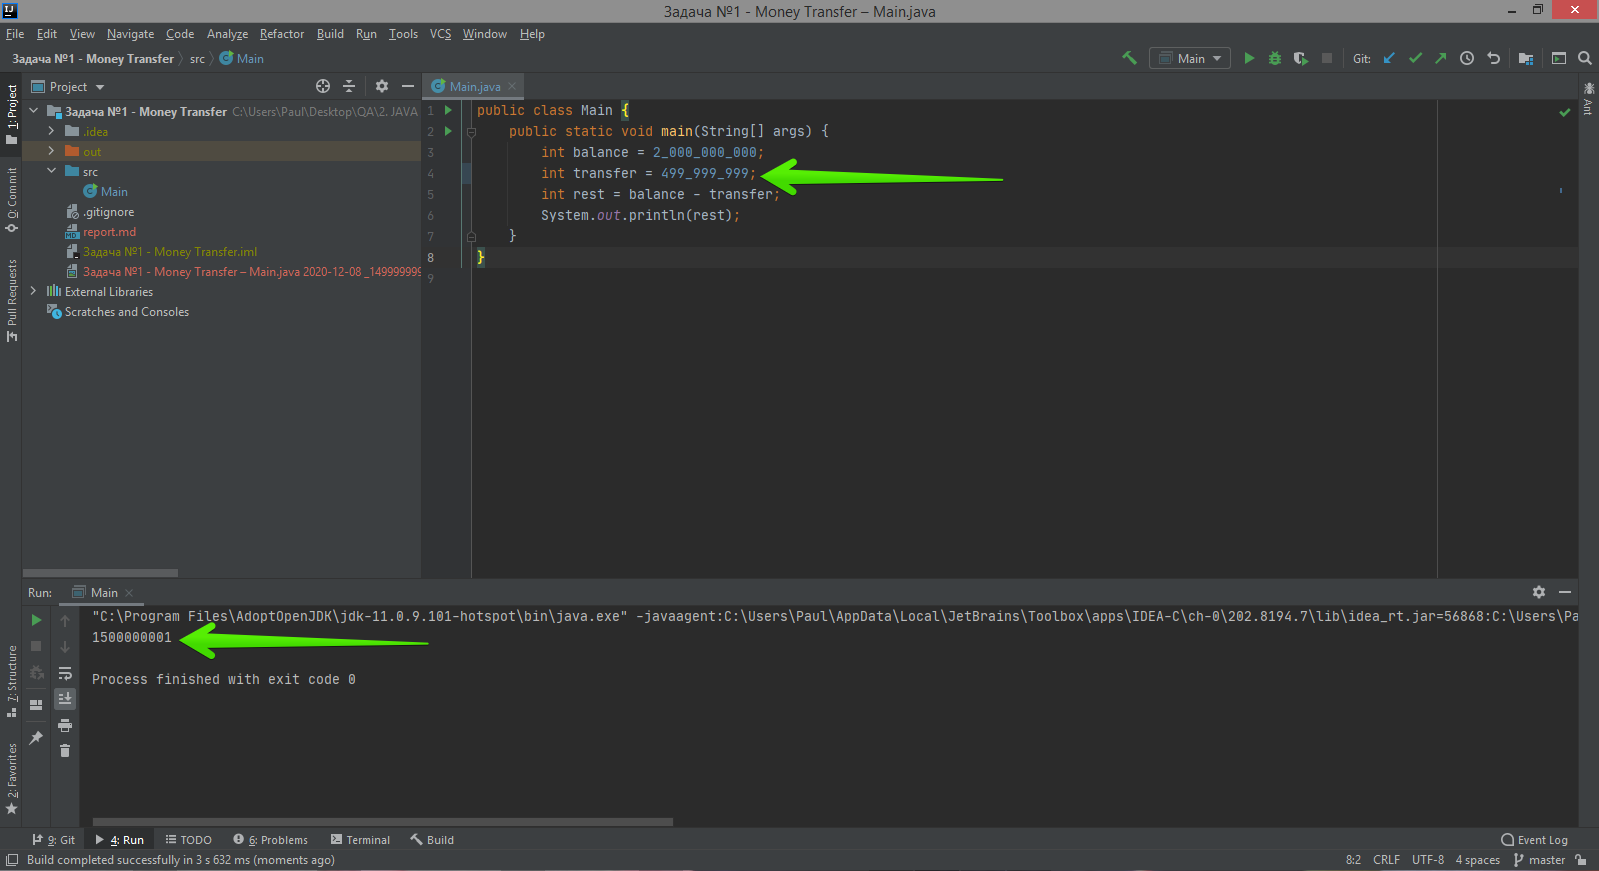 Задача №1 - Money Transfer – Main.java
File Edit View Navigate Code Analyze Refactor Build Run Tools VCS Window Help
Задача №1 - Money Transfer src Main
Main Git:
Project
Main.java
1: Project
0: Commit
Pull Requests
7: Structure
2: Favorites
Ant
Задача №1 - Money Transfer C:\Users\Paul\Desktop\QA\2. JAVA
.idea
out
src
Main
.gitignore
report.md
Задача №1 - Money Transfer.iml
Задача №1 - Money Transfer – Main.java 2020-12-08 _149999999
External Libraries
Scratches and Consoles
1 public class Main {
2 public static void main(String[] args) {
3 int balance = 2_000_000_000;
4 int transfer = 499_999_999;
5 int rest = balance - transfer;
6 System.out.println(rest);
7 }
8 }
9
Run: Main
"C:\Program Files\AdoptOpenJDK\jdk-11.0.9.101-hotspot\bin\java.exe" -javaagent:C:\Users\Paul\AppData\Local\JetBrains\Toolbox\apps\IDEA-C\ch-0\202.8194.7\lib\idea_rt.jar=56868:C:\Users\Pa
1500000001
Process finished with exit code 0
9: Git 4: Run TODO 6: Problems Terminal Build Event Log
Build completed successfully in 3 s 632 ms (moments ago) 8:2 CRLF UTF-8 4 spaces master